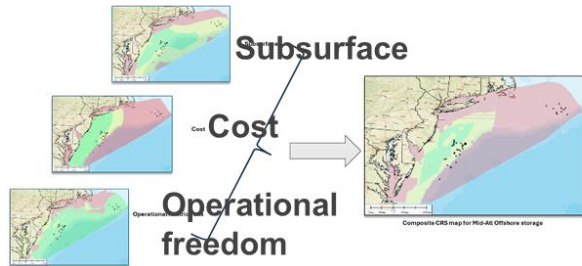 Subsurface
Cost
Cost
Operational
freedom
Composite CRS map for Mid-Atl Offshore storage